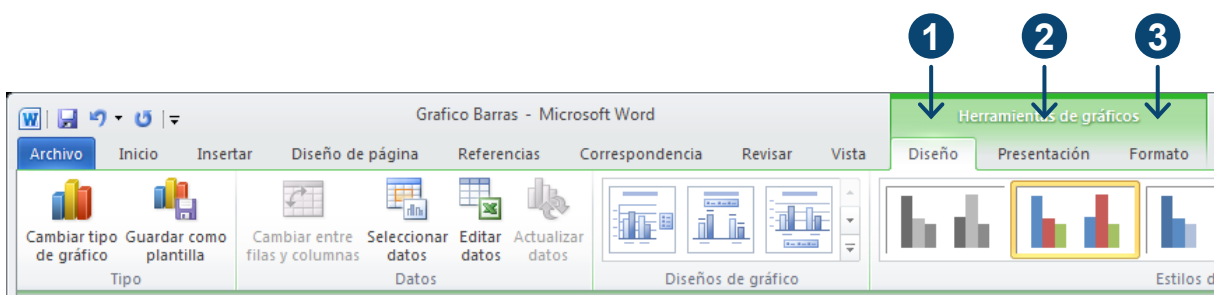 1 2 3
W
Grafico Barras - Microsoft Word
Herramientas de gráficos
Archivo Inicio Insertar Diseño de página Referencias Correspondencia Revisar Vista Diseño Presentación Formato
Cambiar tipo de gráfico
Guardar como plantilla
Cambiar entre filas y columnas
Seleccionar datos
Editar datos
Actualizar datos
Tipo Datos Diseños de gráfico Estilos d